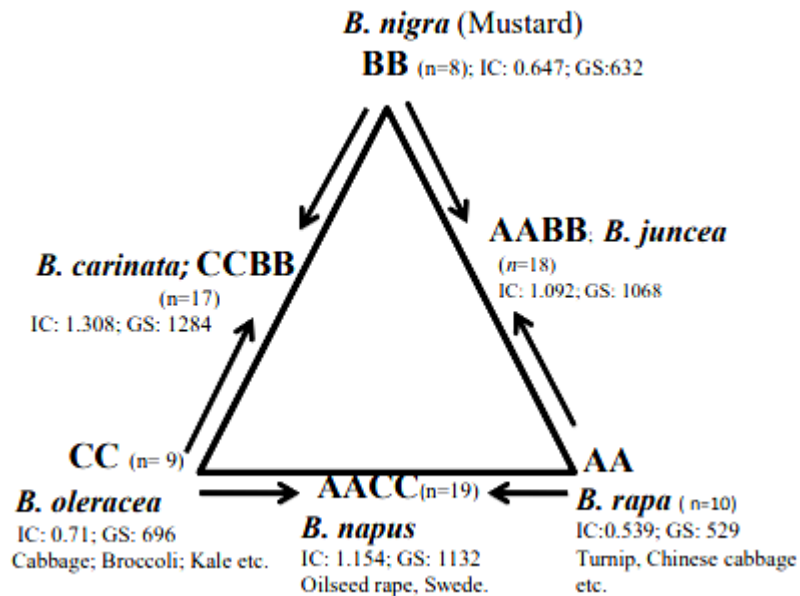 B. nigra (Mustard)
BB (n=8); IC: 0.647; GS:632
AABB; B. juncea
(n=18)
IC: 1.092; GS: 1068
B. carinata; CCBB
(n=17)
IC: 1.308; GS: 1284
CC (n= 9)
B. oleracea
IC: 0.71; GS: 696
Cabbage; Broccoli; Kale etc.
AACC(n=19)
B. napus
IC: 1.154; GS: 1132
Oilseed rape, Swede.
AA
B. rapa ( n=10)
IC:0.539; GS: 529
Turnip, Chinese cabbage
etc.